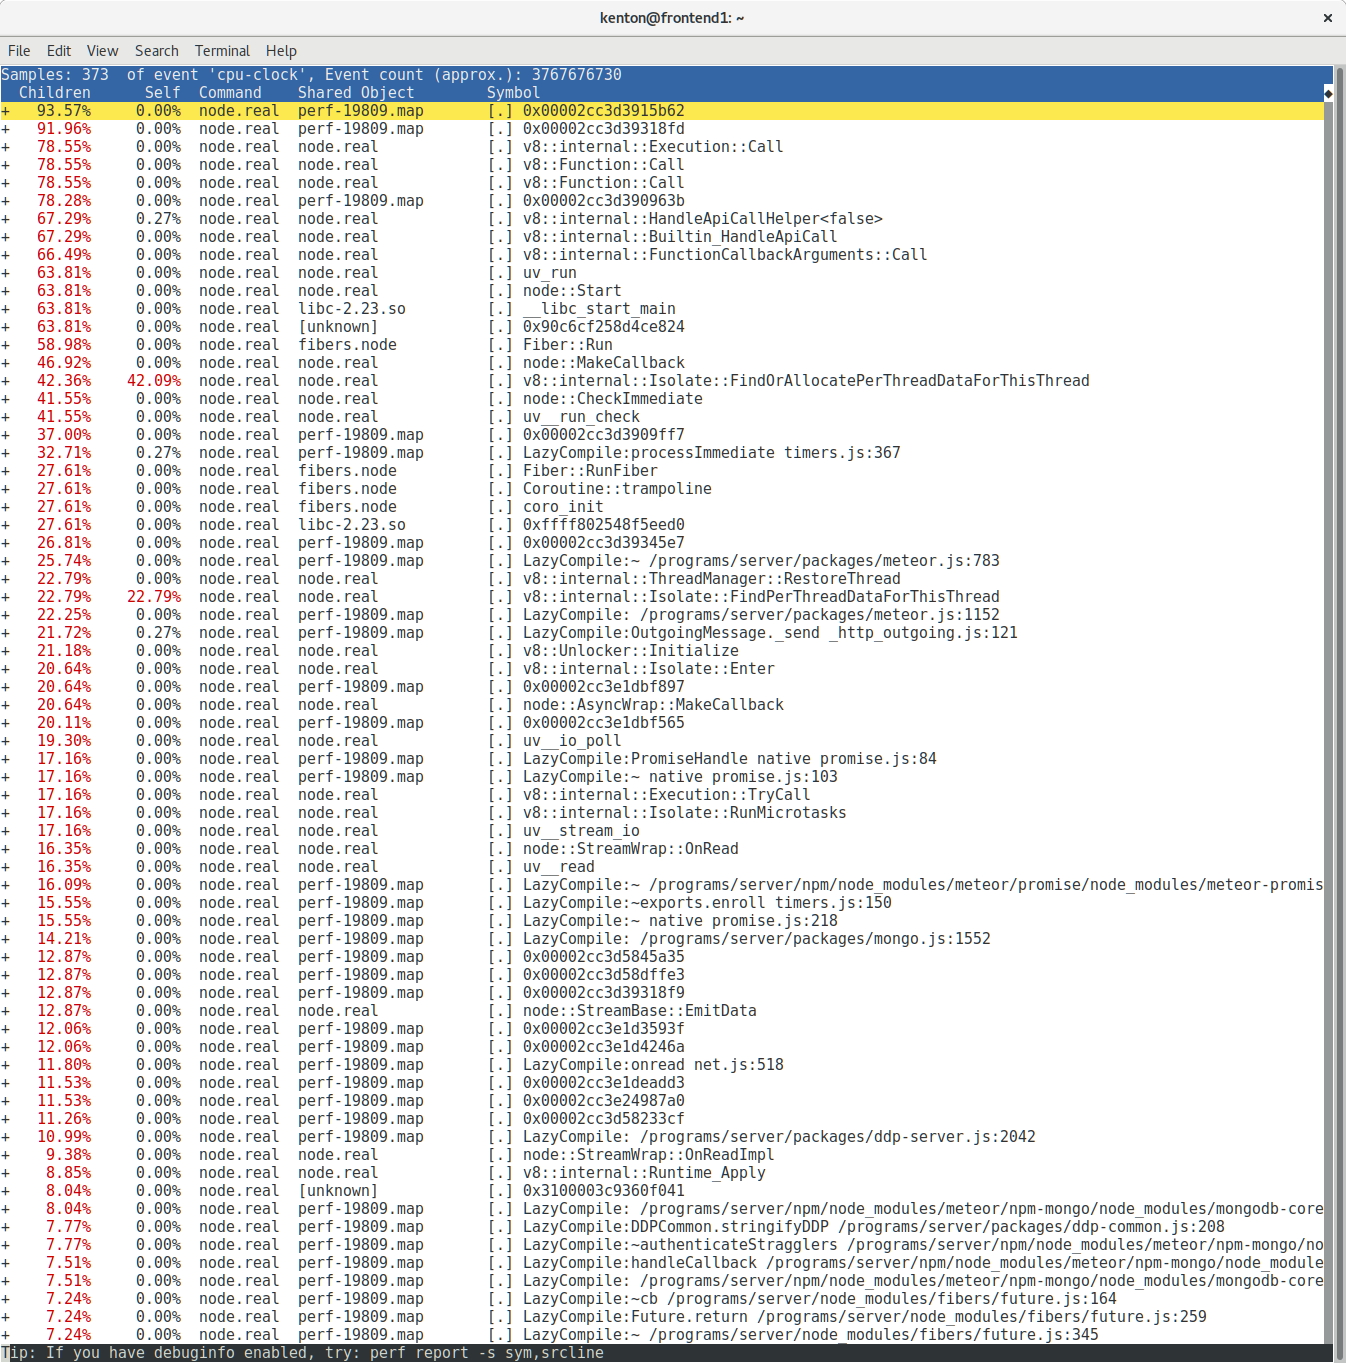 kenton@frontend1: ~ ×
File Edit View Search Terminal Help
Samples: 373  of event 'cpu-clock', Event count (approx.): 3767676730
  Children      Self  Command    Shared Object        Symbol
+   93.57%     0.00%  node.real  perf-19809.map       [.] 0x00002cc3d3915b62
+   91.96%     0.00%  node.real  perf-19809.map       [.] 0x00002cc3d39318fd
+   78.55%     0.00%  node.real  node.real            [.] v8::internal::Execution::Call
+   78.55%     0.00%  node.real  node.real            [.] v8::Function::Call
+   78.55%     0.00%  node.real  node.real            [.] v8::Function::Call
+   78.28%     0.00%  node.real  perf-19809.map       [.] 0x00002cc3d390963b
+   67.29%     0.27%  node.real  node.real            [.] v8::internal::HandleApiCallHelper<false>
+   67.29%     0.00%  node.real  node.real            [.] v8::internal::Builtin_HandleApiCall
+   66.49%     0.00%  node.real  node.real            [.] v8::internal::FunctionCallbackArguments::Call
+   63.81%     0.00%  node.real  node.real            [.] uv_run
+   63.81%     0.00%  node.real  node.real            [.] node::Start
+   63.81%     0.00%  node.real  libc-2.23.so         [.] __libc_start_main
+   63.81%     0.00%  node.real  [unknown]            [.] 0x90c6cf258d4ce824
+   58.98%     0.00%  node.real  fibers.node          [.] Fiber::Run
+   46.92%     0.00%  node.real  node.real            [.] node::MakeCallback
+   42.36%    42.09%  node.real  node.real            [.] v8::internal::Isolate::FindOrAllocatePerThreadDataForThisThread
+   41.55%     0.00%  node.real  node.real            [.] node::CheckImmediate
+   41.55%     0.00%  node.real  node.real            [.] uv__run_check
+   37.00%     0.00%  node.real  perf-19809.map       [.] 0x00002cc3d3909ff7
+   32.71%     0.27%  node.real  perf-19809.map       [.] LazyCompile:processImmediate timers.js:367
+   27.61%     0.00%  node.real  fibers.node          [.] Fiber::RunFiber
+   27.61%     0.00%  node.real  fibers.node          [.] Coroutine::trampoline
+   27.61%     0.00%  node.real  fibers.node          [.] coro_init
+   27.61%     0.00%  node.real  libc-2.23.so         [.] 0xffff802548f5eed0
+   26.81%     0.00%  node.real  perf-19809.map       [.] 0x00002cc3d39345e7
+   25.74%     0.00%  node.real  perf-19809.map       [.] LazyCompile:~ /programs/server/packages/meteor.js:783
+   22.79%     0.00%  node.real  node.real            [.] v8::internal::ThreadManager::RestoreThread
+   22.79%    22.79%  node.real  node.real            [.] v8::internal::Isolate::FindPerThreadDataForThisThread
+   22.25%     0.00%  node.real  perf-19809.map       [.] LazyCompile: /programs/server/packages/meteor.js:1152
+   21.72%     0.27%  node.real  perf-19809.map       [.] LazyCompile:OutgoingMessage._send _http_outgoing.js:121
+   21.18%     0.00%  node.real  node.real            [.] v8::Unlocker::Initialize
+   20.64%     0.00%  node.real  node.real            [.] v8::internal::Isolate::Enter
+   20.64%     0.00%  node.real  perf-19809.map       [.] 0x00002cc3e1dbf897
+   20.64%     0.00%  node.real  node.real            [.] node::AsyncWrap::MakeCallback
+   20.11%     0.00%  node.real  perf-19809.map       [.] 0x00002cc3e1dbf565
+   19.30%     0.00%  node.real  node.real            [.] uv__io_poll
+   17.16%     0.00%  node.real  perf-19809.map       [.] LazyCompile:PromiseHandle native promise.js:84
+   17.16%     0.00%  node.real  perf-19809.map       [.] LazyCompile:~ native promise.js:103
+   17.16%     0.00%  node.real  node.real            [.] v8::internal::Execution::TryCall
+   17.16%     0.00%  node.real  node.real            [.] v8::internal::Isolate::RunMicrotasks
+   17.16%     0.00%  node.real  node.real            [.] uv__stream_io
+   16.35%     0.00%  node.real  node.real            [.] node::StreamWrap::OnRead
+   16.35%     0.00%  node.real  node.real            [.] uv__read
+   16.09%     0.00%  node.real  perf-19809.map       [.] LazyCompile:~ /programs/server/npm/node_modules/meteor/promise/node_modules/meteor-promis
+   15.55%     0.00%  node.real  perf-19809.map       [.] LazyCompile:~exports.enroll timers.js:150
+   15.55%     0.00%  node.real  perf-19809.map       [.] LazyCompile:~ native promise.js:218
+   14.21%     0.00%  node.real  perf-19809.map       [.] LazyCompile: /programs/server/packages/mongo.js:1552
+   12.87%     0.00%  node.real  perf-19809.map       [.] 0x00002cc3d5845a35
+   12.87%     0.00%  node.real  perf-19809.map       [.] 0x00002cc3d58dffe3
+   12.87%     0.00%  node.real  perf-19809.map       [.] 0x00002cc3d39318f9
+   12.87%     0.00%  node.real  node.real            [.] node::StreamBase::EmitData
+   12.06%     0.00%  node.real  perf-19809.map       [.] 0x00002cc3e1d3593f
+   12.06%     0.00%  node.real  perf-19809.map       [.] 0x00002cc3e1d4246a
+   11.80%     0.00%  node.real  perf-19809.map       [.] LazyCompile:onread net.js:518
+   11.53%     0.00%  node.real  perf-19809.map       [.] 0x00002cc3e1deadd3
+   11.53%     0.00%  node.real  perf-19809.map       [.] 0x00002cc3e24987a0
+   11.26%     0.00%  node.real  perf-19809.map       [.] 0x00002cc3d58233cf
+   10.99%     0.00%  node.real  perf-19809.map       [.] LazyCompile: /programs/server/packages/ddp-server.js:2042
+    9.38%     0.00%  node.real  node.real            [.] node::StreamWrap::OnReadImpl
+    8.85%     0.00%  node.real  node.real            [.] v8::internal::Runtime_Apply
+    8.04%     0.00%  node.real  [unknown]            [.] 0x3100003c9360f041
+    8.04%     0.00%  node.real  perf-19809.map       [.] LazyCompile: /programs/server/npm/node_modules/meteor/npm-mongo/node_modules/mongodb-core
+    7.77%     0.00%  node.real  perf-19809.map       [.] LazyCompile:DDPCommon.stringifyDDP /programs/server/packages/ddp-common.js:208
+    7.77%     0.00%  node.real  perf-19809.map       [.] LazyCompile:~authenticateStragglers /programs/server/npm/node_modules/meteor/npm-mongo/no
+    7.51%     0.00%  node.real  perf-19809.map       [.] LazyCompile:handleCallback /programs/server/npm/node_modules/meteor/npm-mongo/node_module
+    7.51%     0.00%  node.real  perf-19809.map       [.] LazyCompile: /programs/server/npm/node_modules/meteor/npm-mongo/node_modules/mongodb-core
+    7.24%     0.00%  node.real  perf-19809.map       [.] LazyCompile:~cb /programs/server/node_modules/fibers/future.js:164
+    7.24%     0.00%  node.real  perf-19809.map       [.] LazyCompile:Future.return /programs/server/node_modules/fibers/future.js:259
+    7.24%     0.00%  node.real  perf-19809.map       [.] LazyCompile:~ /programs/server/node_modules/fibers/future.js:345
Tip: If you have debuginfo enabled, try: perf report -s sym,srcline